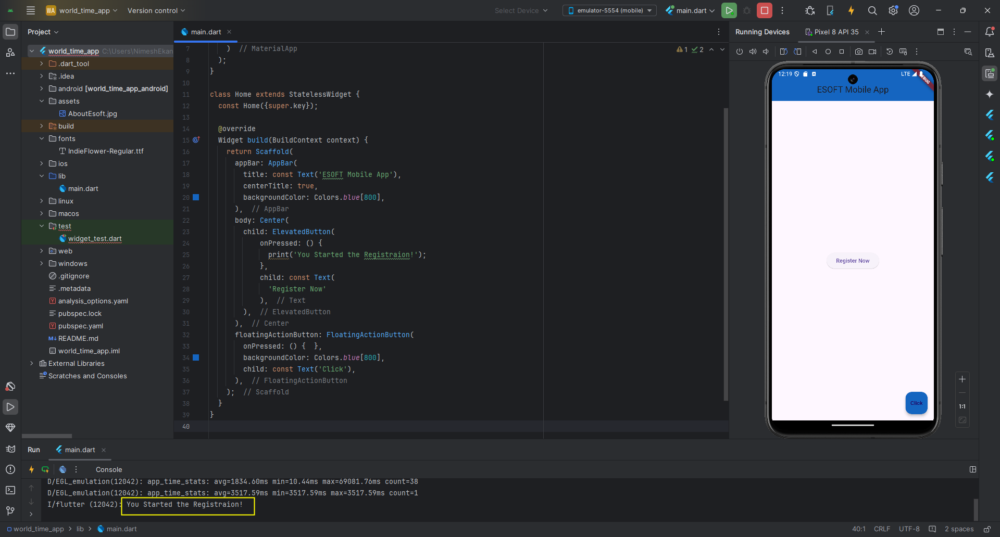 WA world_time_app Version control Select Device emulator-5554 (mobile) main.dart
Project
world_time_app C:\Users\NimeshEkan
.dart_tool
.idea
android [world_time_app_android]
assets
AboutEsoft.jpg
build
fonts
IndieFlower-Regular.ttf
ios
lib
main.dart
linux
macos
test
widget_test.dart
web
windows
.gitignore
.metadata
analysis_options.yaml
pubspec.lock
pubspec.yaml
README.md
world_time_app.iml
External Libraries
Scratches and Consoles
main.dart
1 2
7 ) // MaterialApp
8 );
9 }
10
11 class Home extends StatelessWidget {
12 const Home({super.key});
13
14 @override
15 Widget build(BuildContext context) {
16 return Scaffold(
17 appBar: AppBar(
18 title: const Text('ESOFT Mobile App'),
19 centerTitle: true,
20 backgroundColor: Colors.blue[800],
21 ), // AppBar
22 body: Center(
23 child: ElevatedButton(
24 onPressed: () {
25 print('You Started the Registraion!');
26 },
27 child: const Text(
28 'Register Now'
29 ), // Text
30 ), // ElevatedButton
31 ), // Center
32 floatingActionButton: FloatingActionButton(
33 onPressed: () { },
34 backgroundColor: Colors.blue[800],
35 child: const Text('Click'),
36 ), // FloatingActionButton
37 ); // Scaffold
38 }
39 }
40
Running Devices Pixel 8 API 35
12:19 LTE
DEBUG
ESOFT Mobile App
Register Now
Click
1:1
Run main.dart
Console
D/EGL_emulation(12042): app_time_stats: avg=1834.60ms min=10.44ms max=69081.76ms count=38
D/EGL_emulation(12042): app_time_stats: avg=3517.59ms min=3517.59ms max=3517.59ms count=1
I/flutter (12042): You Started the Registraion!
world_time_app > lib > main.dart 40:1 CRLF UTF-8 2 spaces